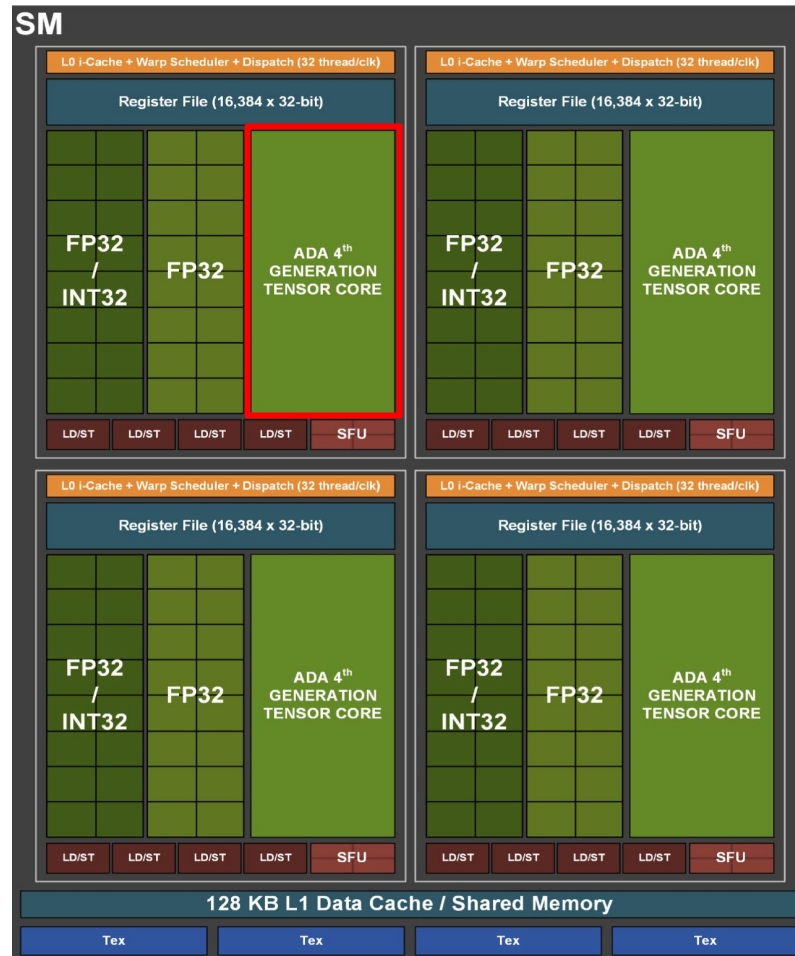 SM
L0 i-Cache + Warp Scheduler + Dispatch (32 thread/clk)
Register File (16,384 x 32-bit)
FP32
/
INT32
FP32
ADA 4th
GENERATION
TENSOR CORE
LD/ST LD/ST LD/ST LD/ST SFU
L0 i-Cache + Warp Scheduler + Dispatch (32 thread/clk)
Register File (16,384 x 32-bit)
FP32
/
INT32
FP32
ADA 4th
GENERATION
TENSOR CORE
LD/ST LD/ST LD/ST LD/ST SFU
L0 i-Cache + Warp Scheduler + Dispatch (32 thread/clk)
Register File (16,384 x 32-bit)
FP32
/
INT32
FP32
ADA 4th
GENERATION
TENSOR CORE
LD/ST LD/ST LD/ST LD/ST SFU
L0 i-Cache + Warp Scheduler + Dispatch (32 thread/clk)
Register File (16,384 x 32-bit)
FP32
/
INT32
FP32
ADA 4th
GENERATION
TENSOR CORE
LD/ST LD/ST LD/ST LD/ST SFU
128 KB L1 Data Cache / Shared Memory
Tex Tex Tex Tex